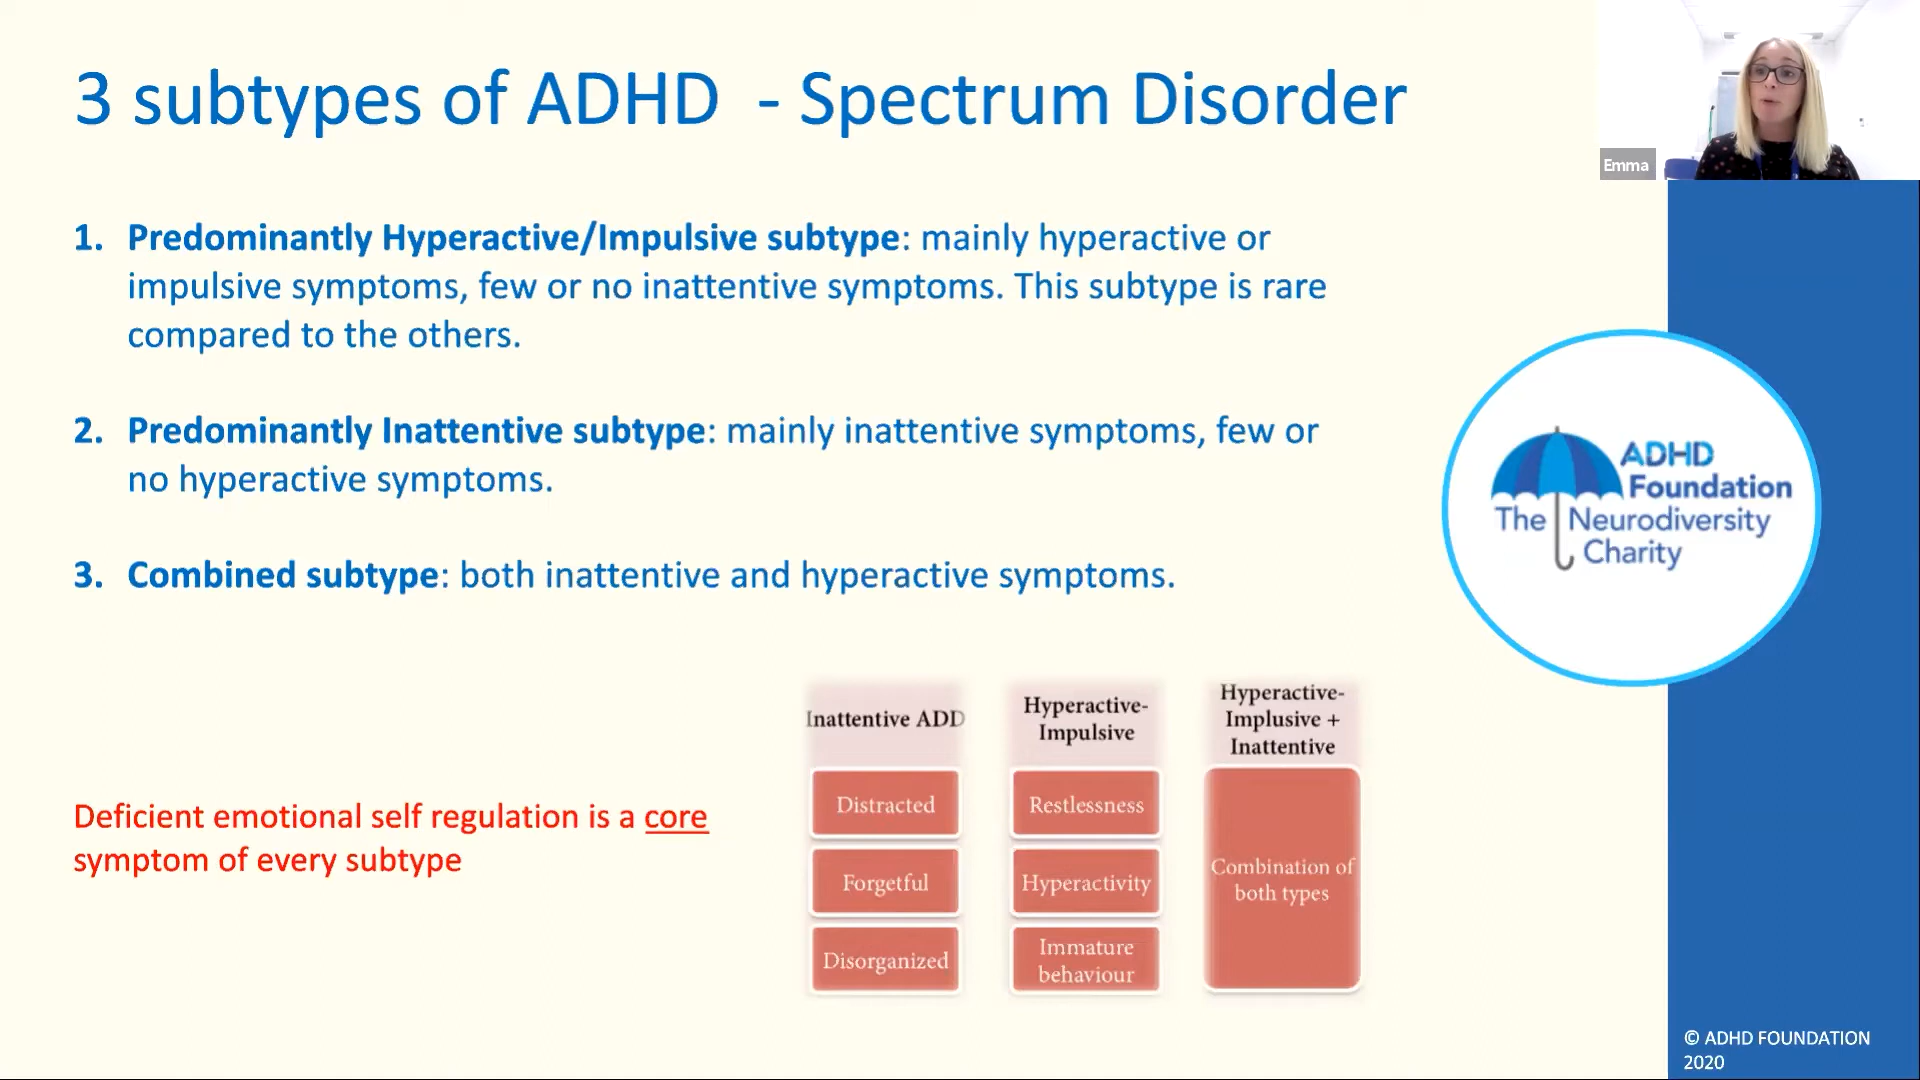 3 subtypes of ADHD - Spectrum Disorder
Emma
1. Predominantly Hyperactive/Impulsive subtype: mainly hyperactive or
impulsive symptoms, few or no inattentive symptoms. This subtype is rare
compared to the others.
2. Predominantly Inattentive subtype: mainly inattentive symptoms, few or
no hyperactive symptoms.
3. Combined subtype: both inattentive and hyperactive symptoms.
ADHD
Foundation
The Neurodiversity
Charity
Deficient emotional self regulation is a core
symptom of every subtype
Inattentive ADD
Distracted
Forgetful
Disorganized
Hyperactive-
Impulsive
Restlessness
Hyperactivity
Immature
behaviour
Hyperactive-
Implusive +
Inattentive
Combination of
both types
© ADHD FOUNDATION
2020